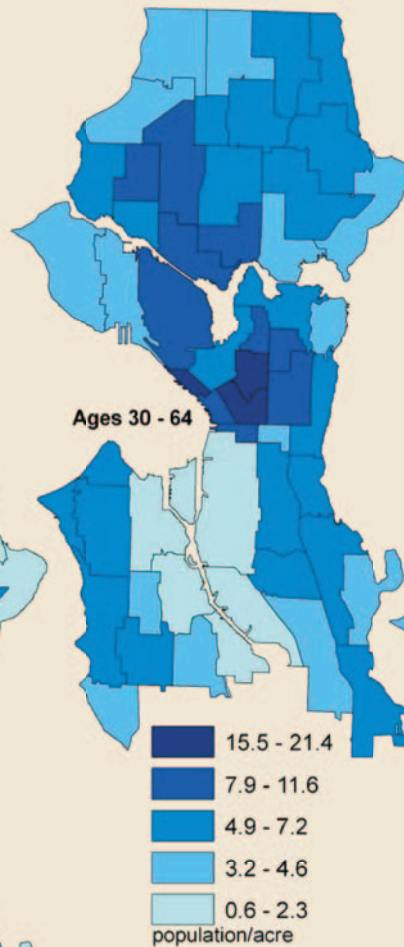 Ages 30 - 64
15.5 - 21.4
7.9 - 11.6
4.9 - 7.2
3.2 - 4.6
0.6 - 2.3
population/acre